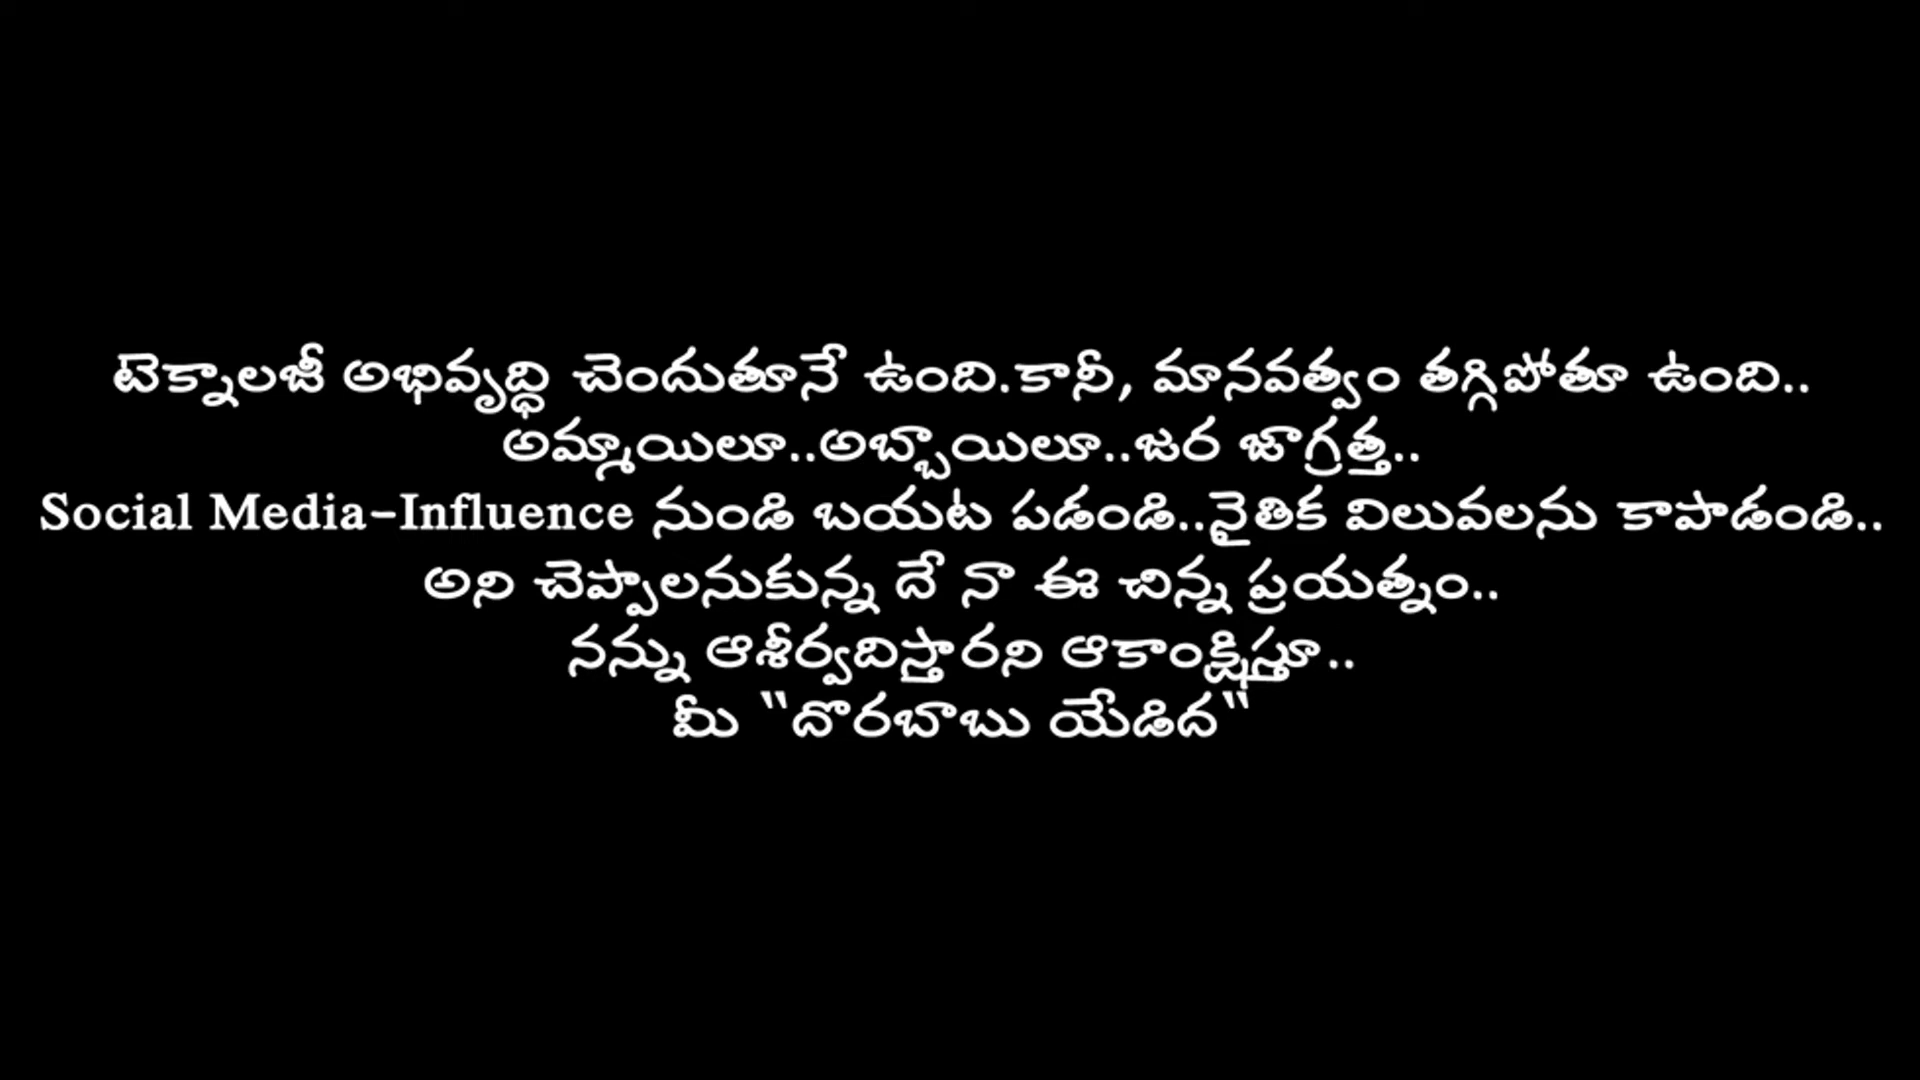 టెక్నాలజీ అభివృద్ధి చెందుతూనే ఉంది.కానీ, మానవత్వం తగ్గిపోతూ ఉంది..
అమ్మాయిలూ..అబ్బాయిలూ..జర జాగ్రత్త..
Social Media-Influence నుండి బయట పడండి..నైతిక విలువలను కాపాడండి..
అని చెప్పాలనుకున్న దే నా ఈ చిన్న ప్రయత్నం..
నన్ను ఆశీర్వదిస్తారని ఆకాంక్షిస్తూ..
మీ "దొరబాబు యేడిద"